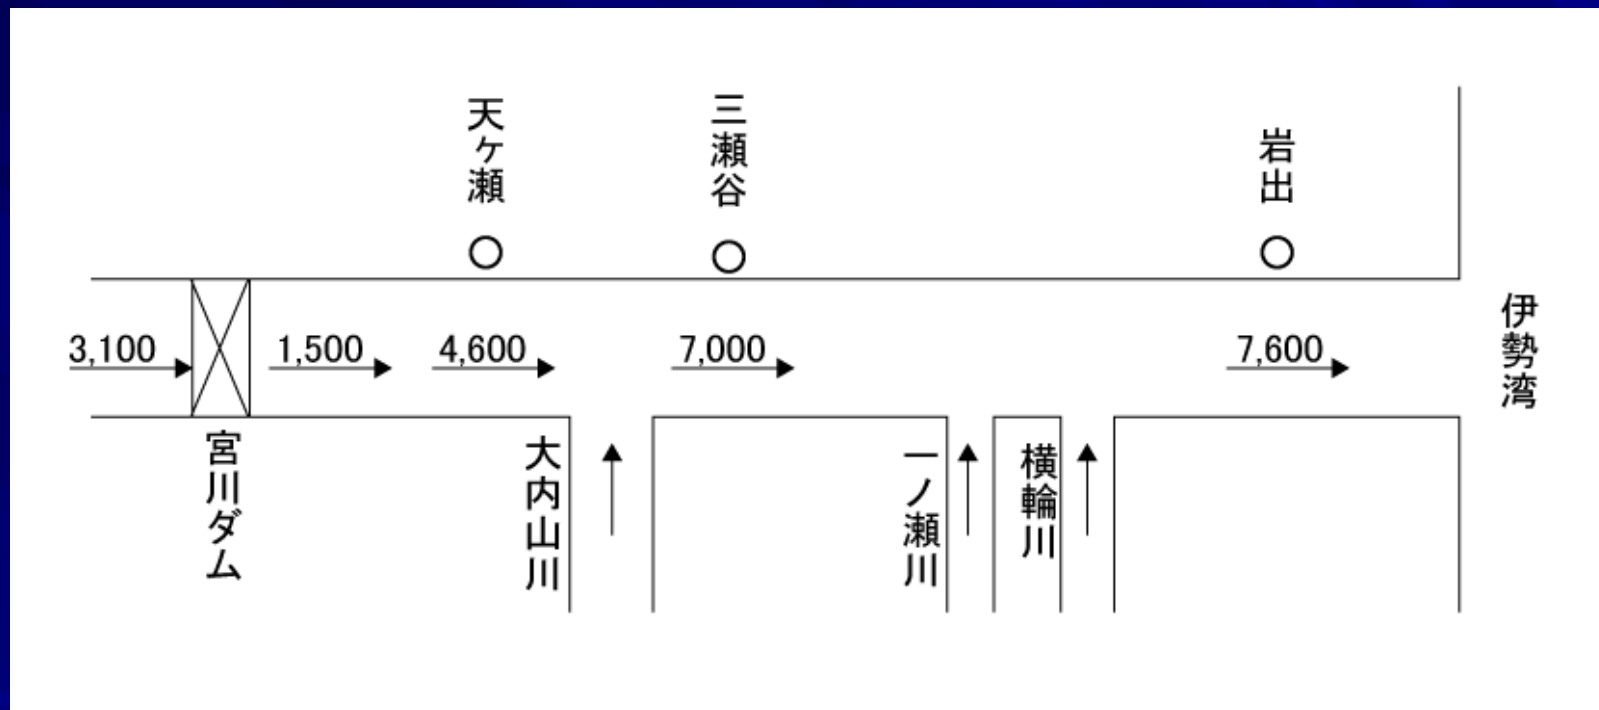 天ヶ瀬
三瀬谷
岩出
3,100
1,500
4,600
7,000
7,600
伊勢湾
宮川ダム
大内山川
一ノ瀬川
横輪川